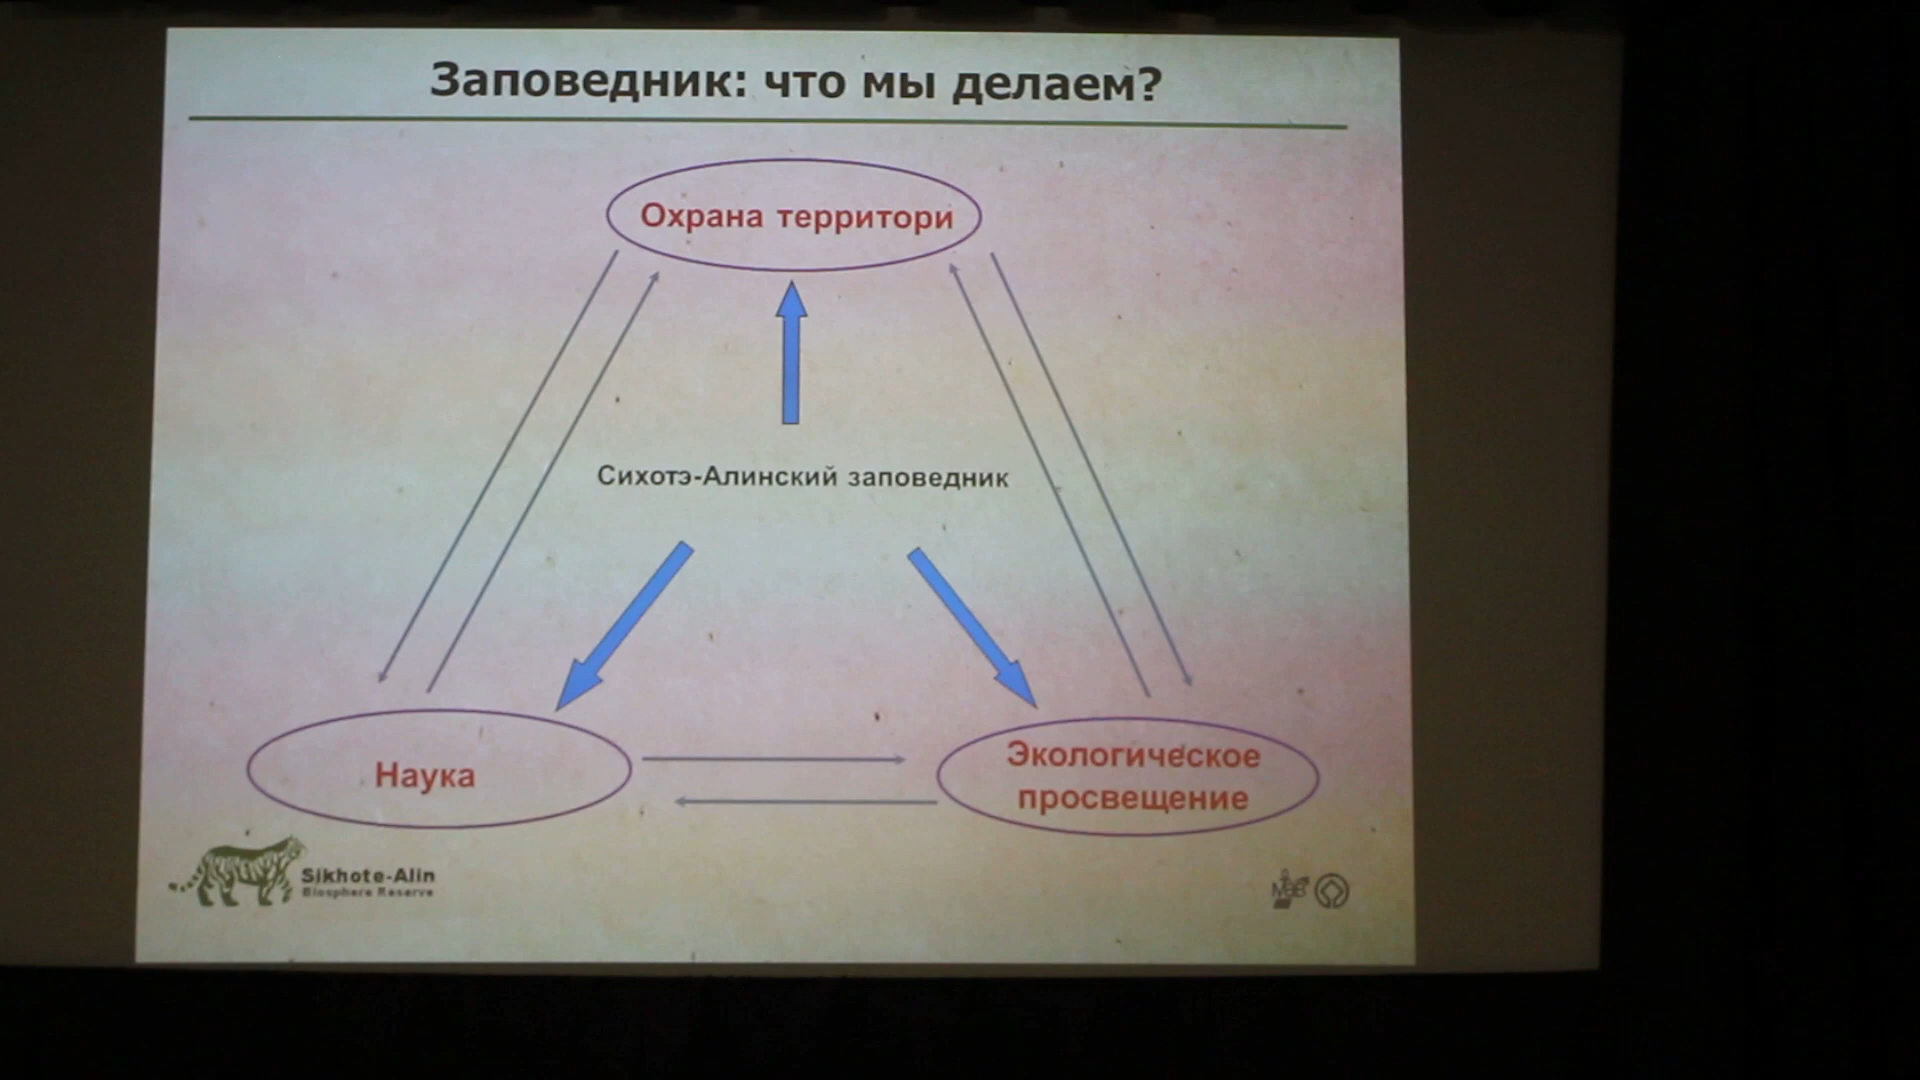 Заповедник: что мы делаем?
Охрана территори
Сихотэ-Алинский заповедник
Наука
Экологическое
просвещение
Sikhote-Alin
Biosphere Reserve